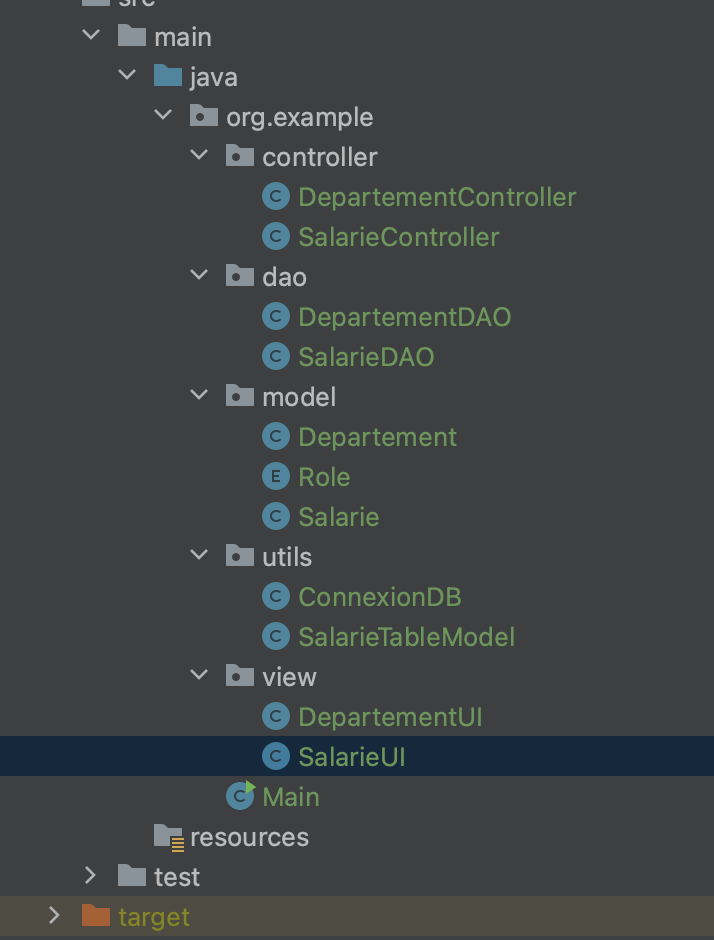 src
main
java
org.example
controller
C DepartementController
C SalarieController
dao
C DepartementDAO
C SalarieDAO
model
C Departement
E Role
C Salarie
utils
C ConnexionDB
C SalarieTableModel
view
C DepartementUI
C SalarieUI
C Main
resources
test
target